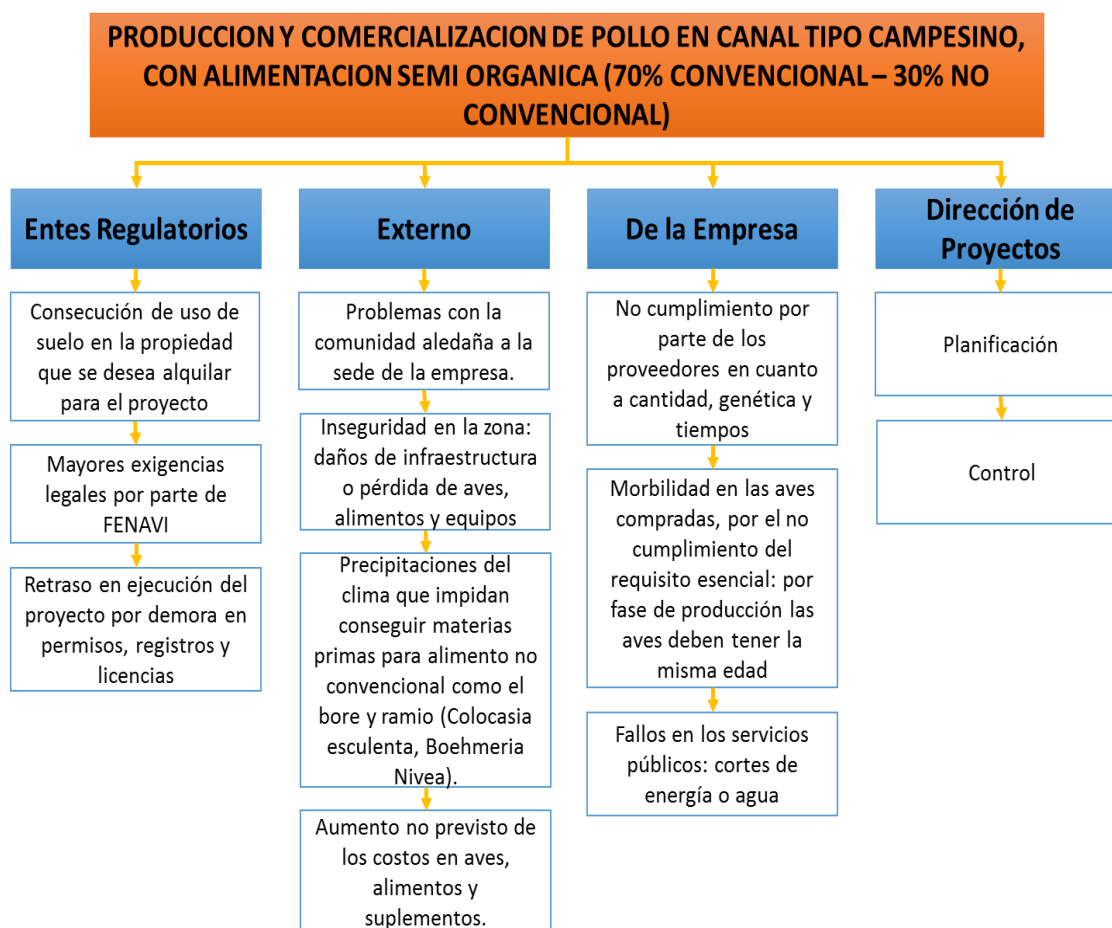 PRODUCCION Y COMERCIALIZACION DE POLLO EN CANAL TIPO CAMPESINO,
CON ALIMENTACION SEMI ORGANICA (70% CONVENCIONAL – 30% NO
CONVENCIONAL)
Entes Regulatorios
Consecución de uso de
suelo en la propiedad
que se desea alquilar
para el proyecto
Mayores exigencias
legales por parte de
FENAVI
Retraso en ejecución del
proyecto por demora en
permisos, registros y
licencias
Externo
Problemas con la
comunidad aledaña a la
sede de la empresa.
Inseguridad en la zona:
daños de infraestructura
o pérdida de aves,
alimentos y equipos
Precipitaciones del
clima que impidan
conseguir materias
primas para alimento no
convencional como el
bore y ramio (Colocasia
esculenta, Boehmeria
Nivea).
Aumento no previsto de
los costos en aves,
alimentos y
suplementos.
De la Empresa
No cumplimiento por
parte de los
proveedores en cuanto
a cantidad, genética y
tiempos
Morbilidad en las aves
compradas, por el no
cumplimiento del
requisito esencial: por
fase de producción las
aves deben tener la
misma edad
Fallos en los servicios
públicos: cortes de
energía o agua
Dirección de
Proyectos
Planificación
Control